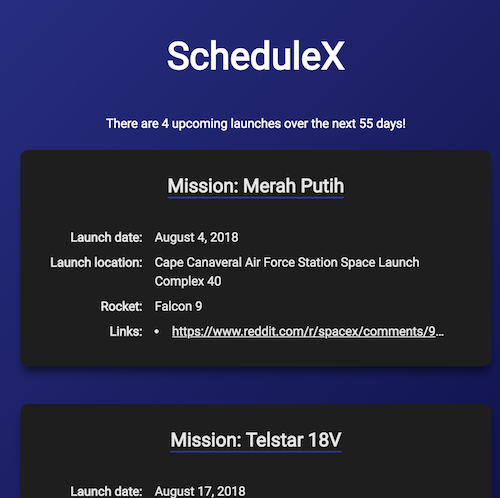 ScheduleX
There are 4 upcoming launches over the next 55 days!
Mission: Merah Putih
Launch date: August 4, 2018
Launch location: Cape Canaveral Air Force Station Space Launch
Complex 40
Rocket: Falcon 9
Links: • https://www.reddit.com/r/spacex/comments/9...
Mission: Telstar 18V
Launch date: August 17, 2018